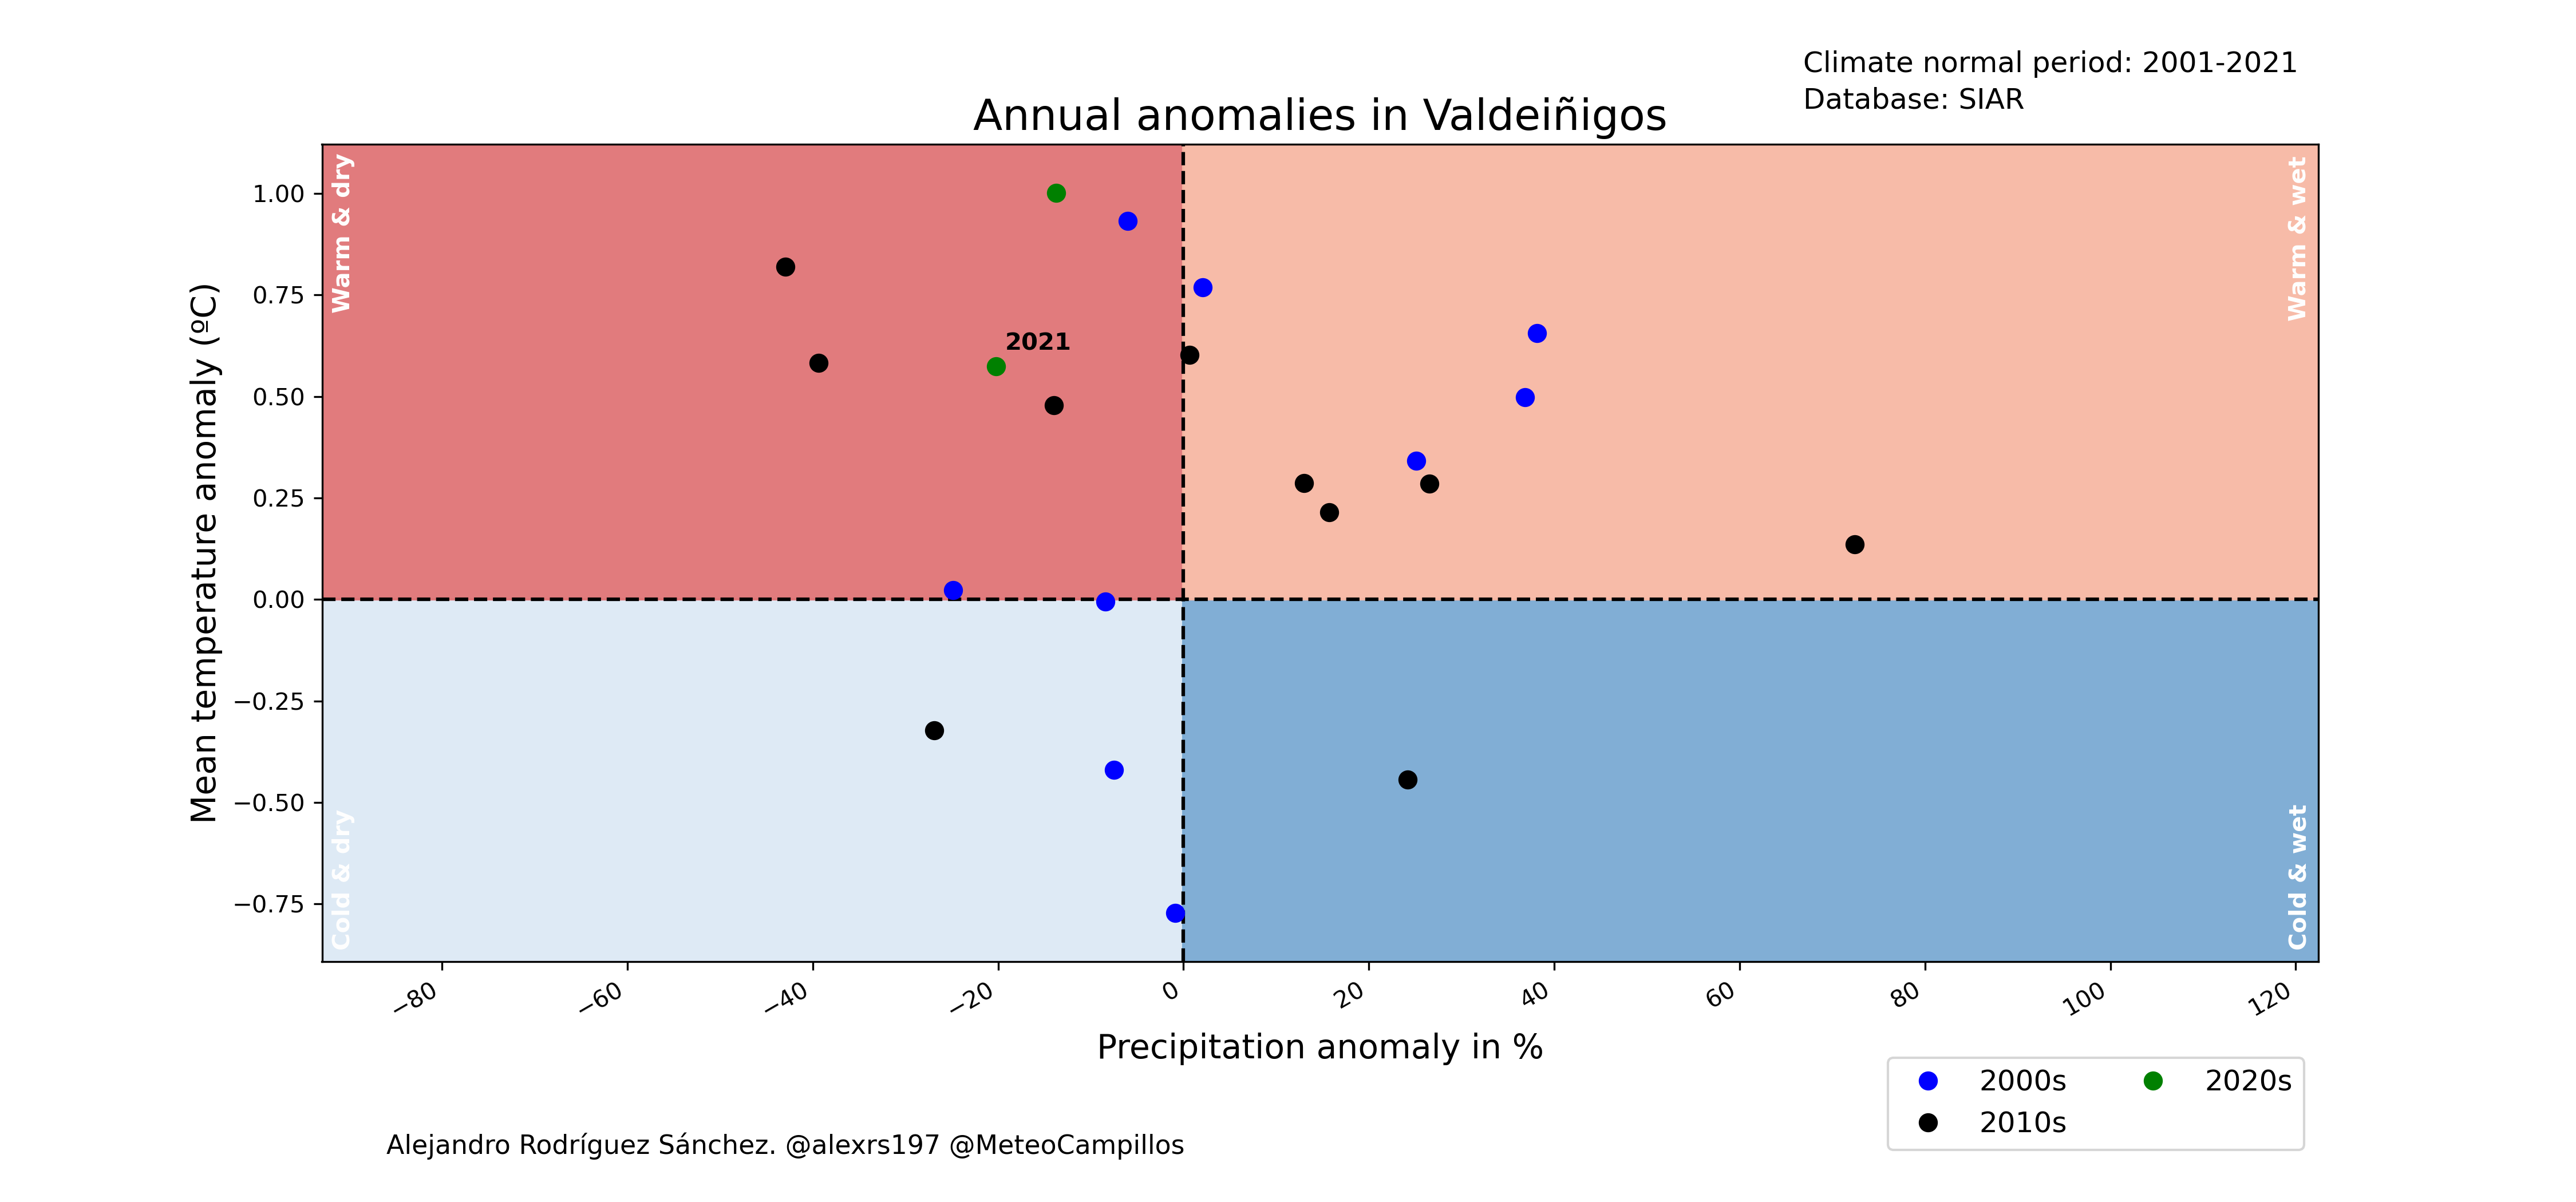 Climate normal period: 2001-2021
Database: SIAR
Annual anomalies in Valdeiñigos
Warm & dry
Warm & wet
1.00
0.75
0.50
0.25
0.00
−0.25
−0.50
−0.75
Mean temperature anomaly (ºC)
2021
Cold & dry
Cold & wet
−80
−60
−40
−20
0
20
40
60
80
100
120
Precipitation anomaly in %
2000s
2010s
2020s
Alejandro Rodríguez Sánchez. @alexrs197 @MeteoCampillos